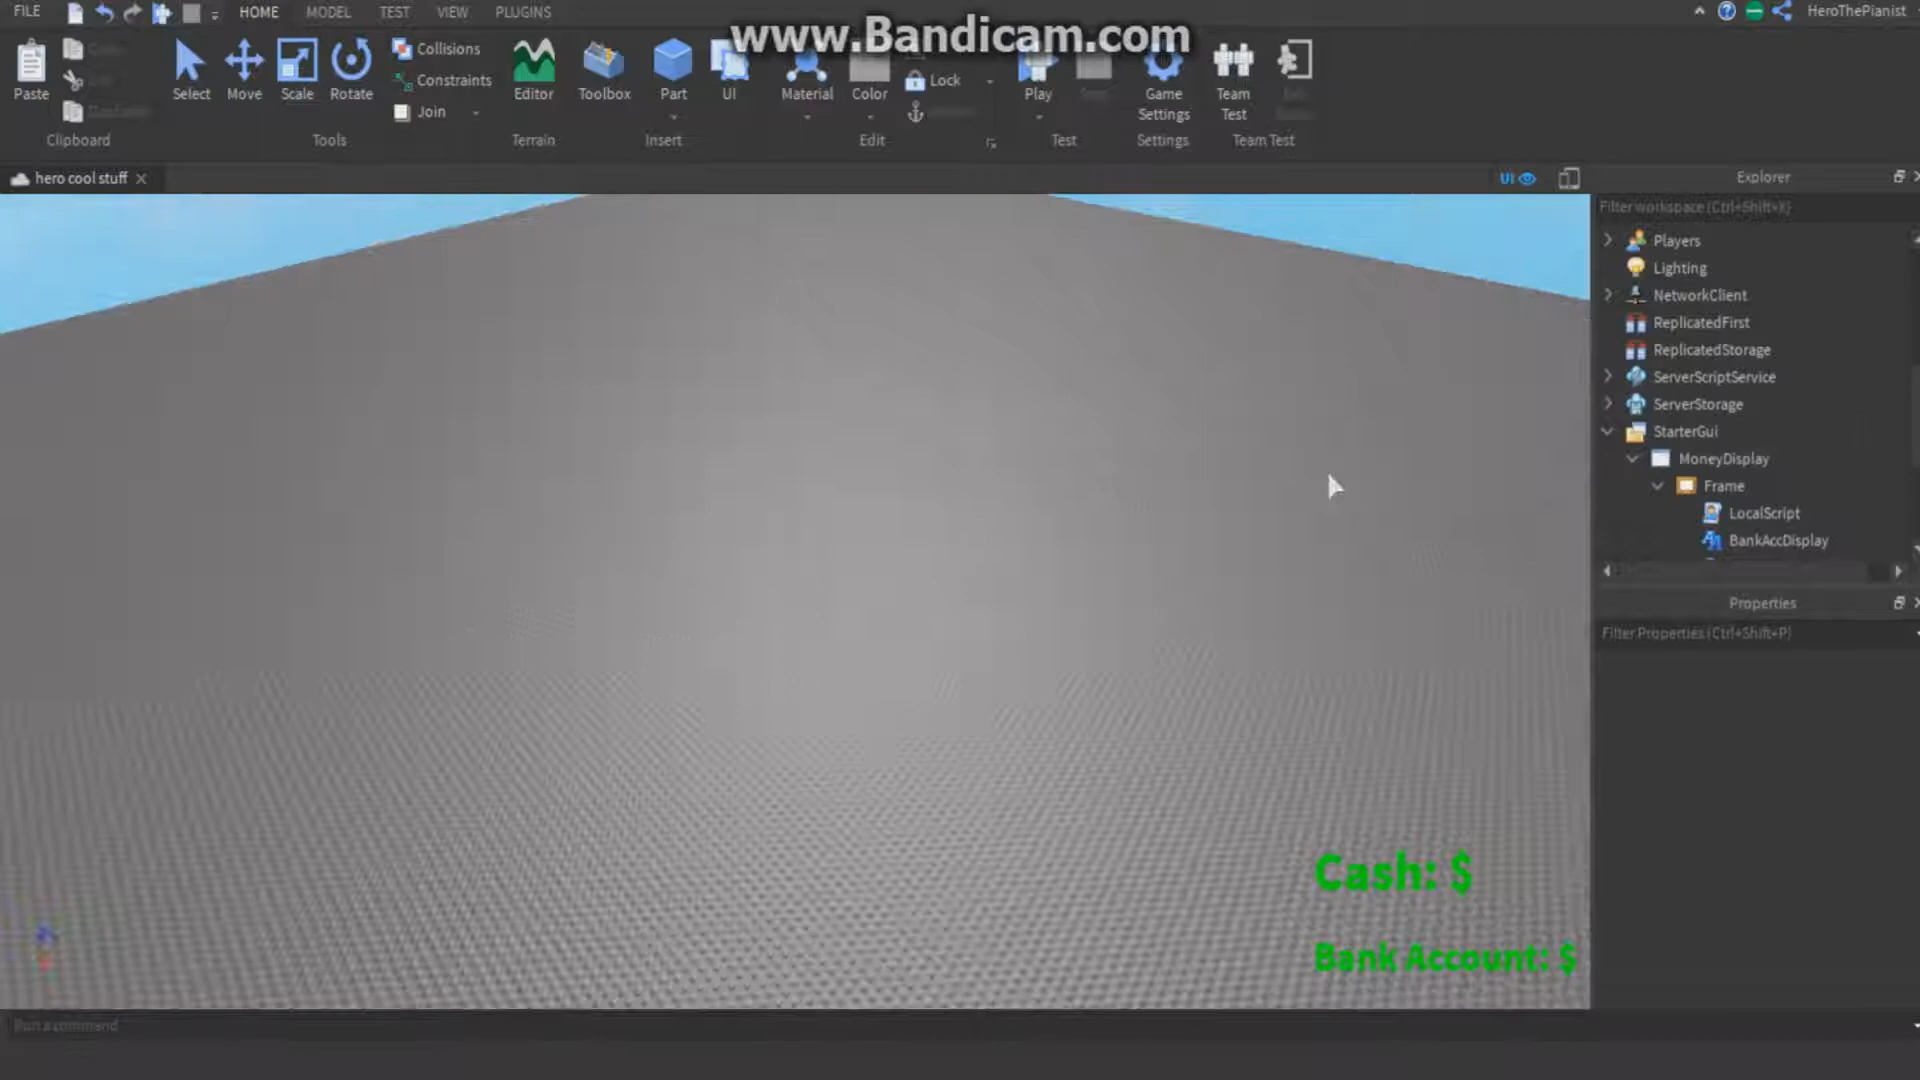 FILE HOME MODEL TEST VIEW PLUGINS HeroThePianist
www.Bandicam.com
Paste Select Move Scale Rotate Collisions Constraints Join Editor Toolbox Part UI Material Color Lock Play Game Settings Team Test
Clipboard Tools Terrain Insert Edit Test Settings Team Test
hero cool stuff UI Explorer
Filter workspace (Ctrl+Shift+X)
Players
Lighting
NetworkClient
ReplicatedFirst
ReplicatedStorage
ServerScriptService
ServerStorage
StarterGui
MoneyDisplay
Frame
LocalScript
BankAccDisplay
Properties
Filter Properties (Ctrl+Shift+P)
Cash: $
Bank Account: $
Run a command